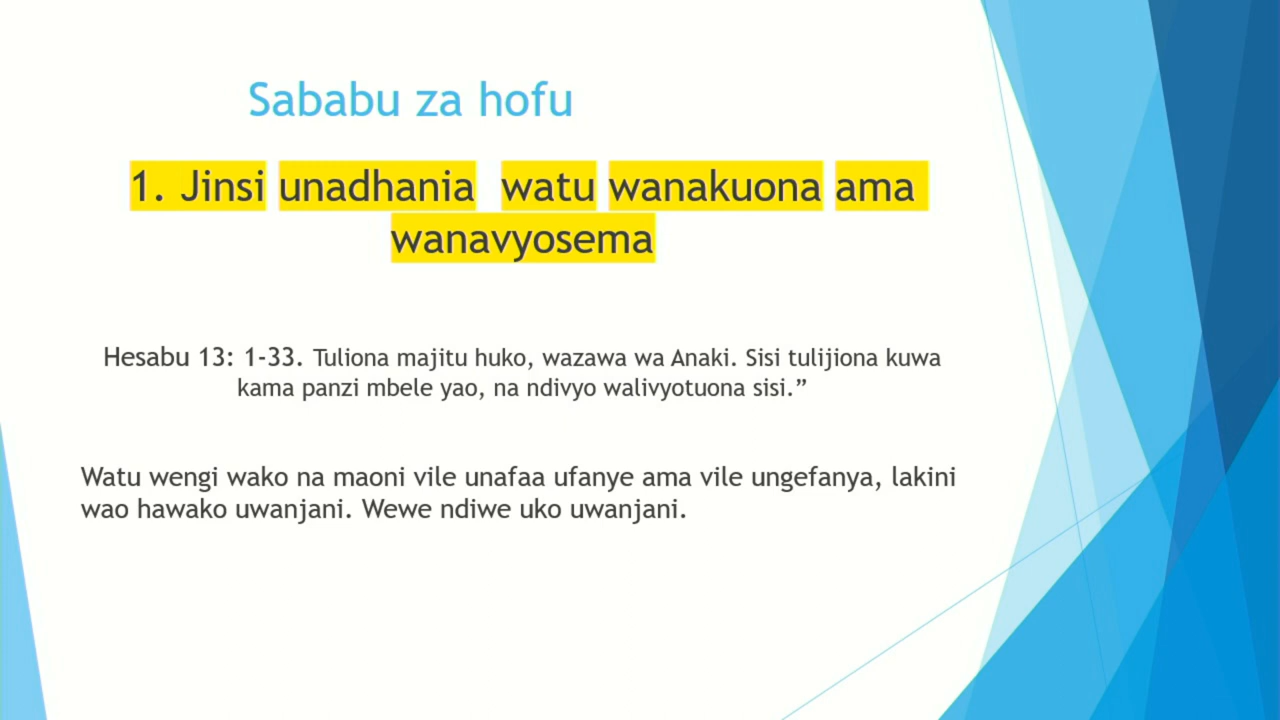 Sababu za hofu
1. Jinsi unadhania watu wanakuona ama
wanavyosema
Hesabu 13: 1-33. Tuliona majitu huko, wazawa wa Anaki. Sisi tulijiona kuwa
kama panzi mbele yao, na ndivyo walivyotuona sisi.”
Watu wengi wako na maoni vile unafaa ufanye ama vile ungefanya, lakini
wao hawako uwanjani. Wewe ndiwe uko uwanjani.